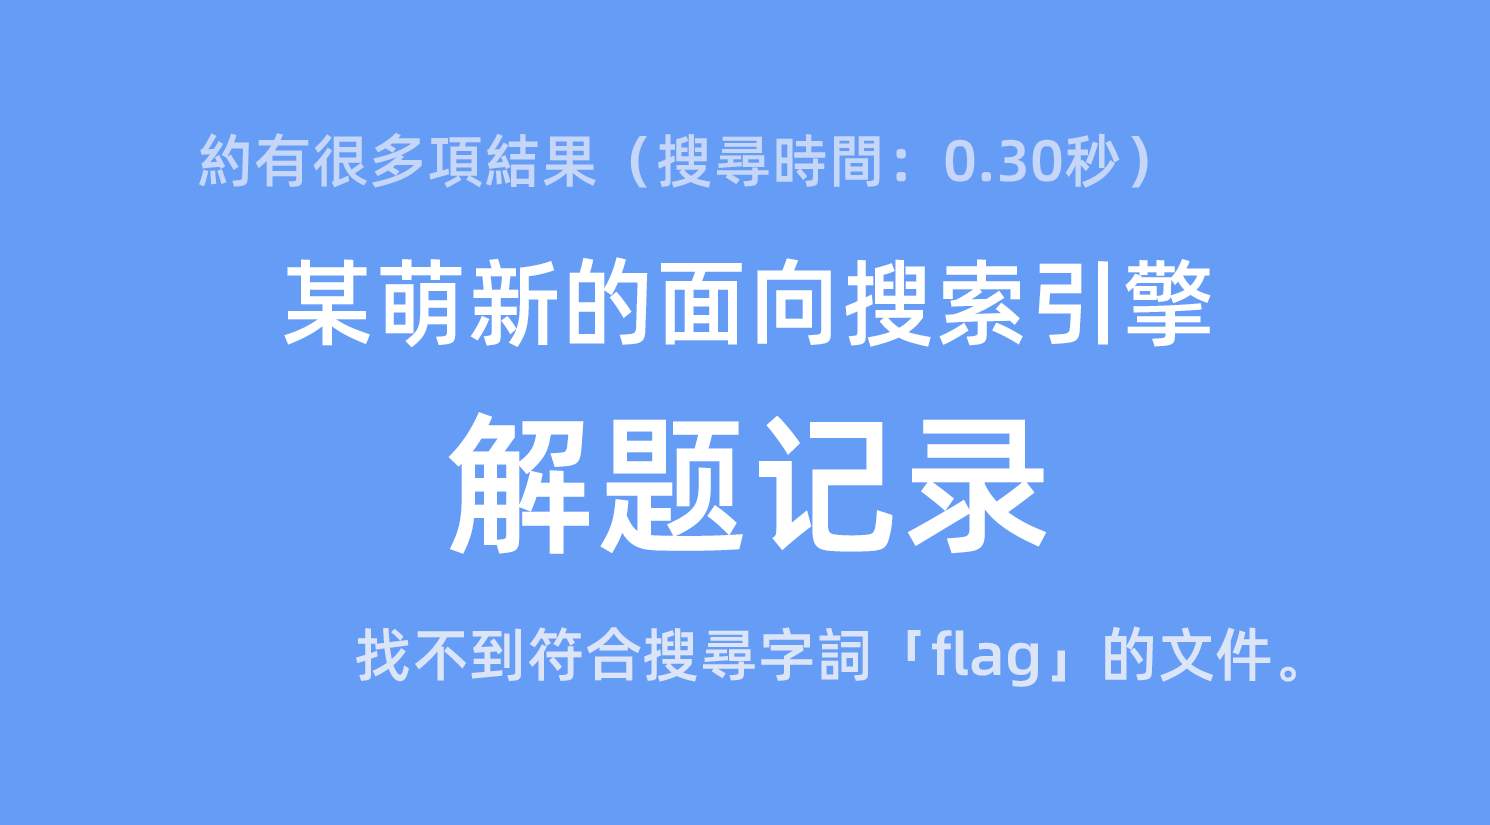 約有很多項結果（搜尋時間：0.30秒）
某萌新的面向搜索引擎
解题记录
找不到符合搜尋字詞「flag」的文件。